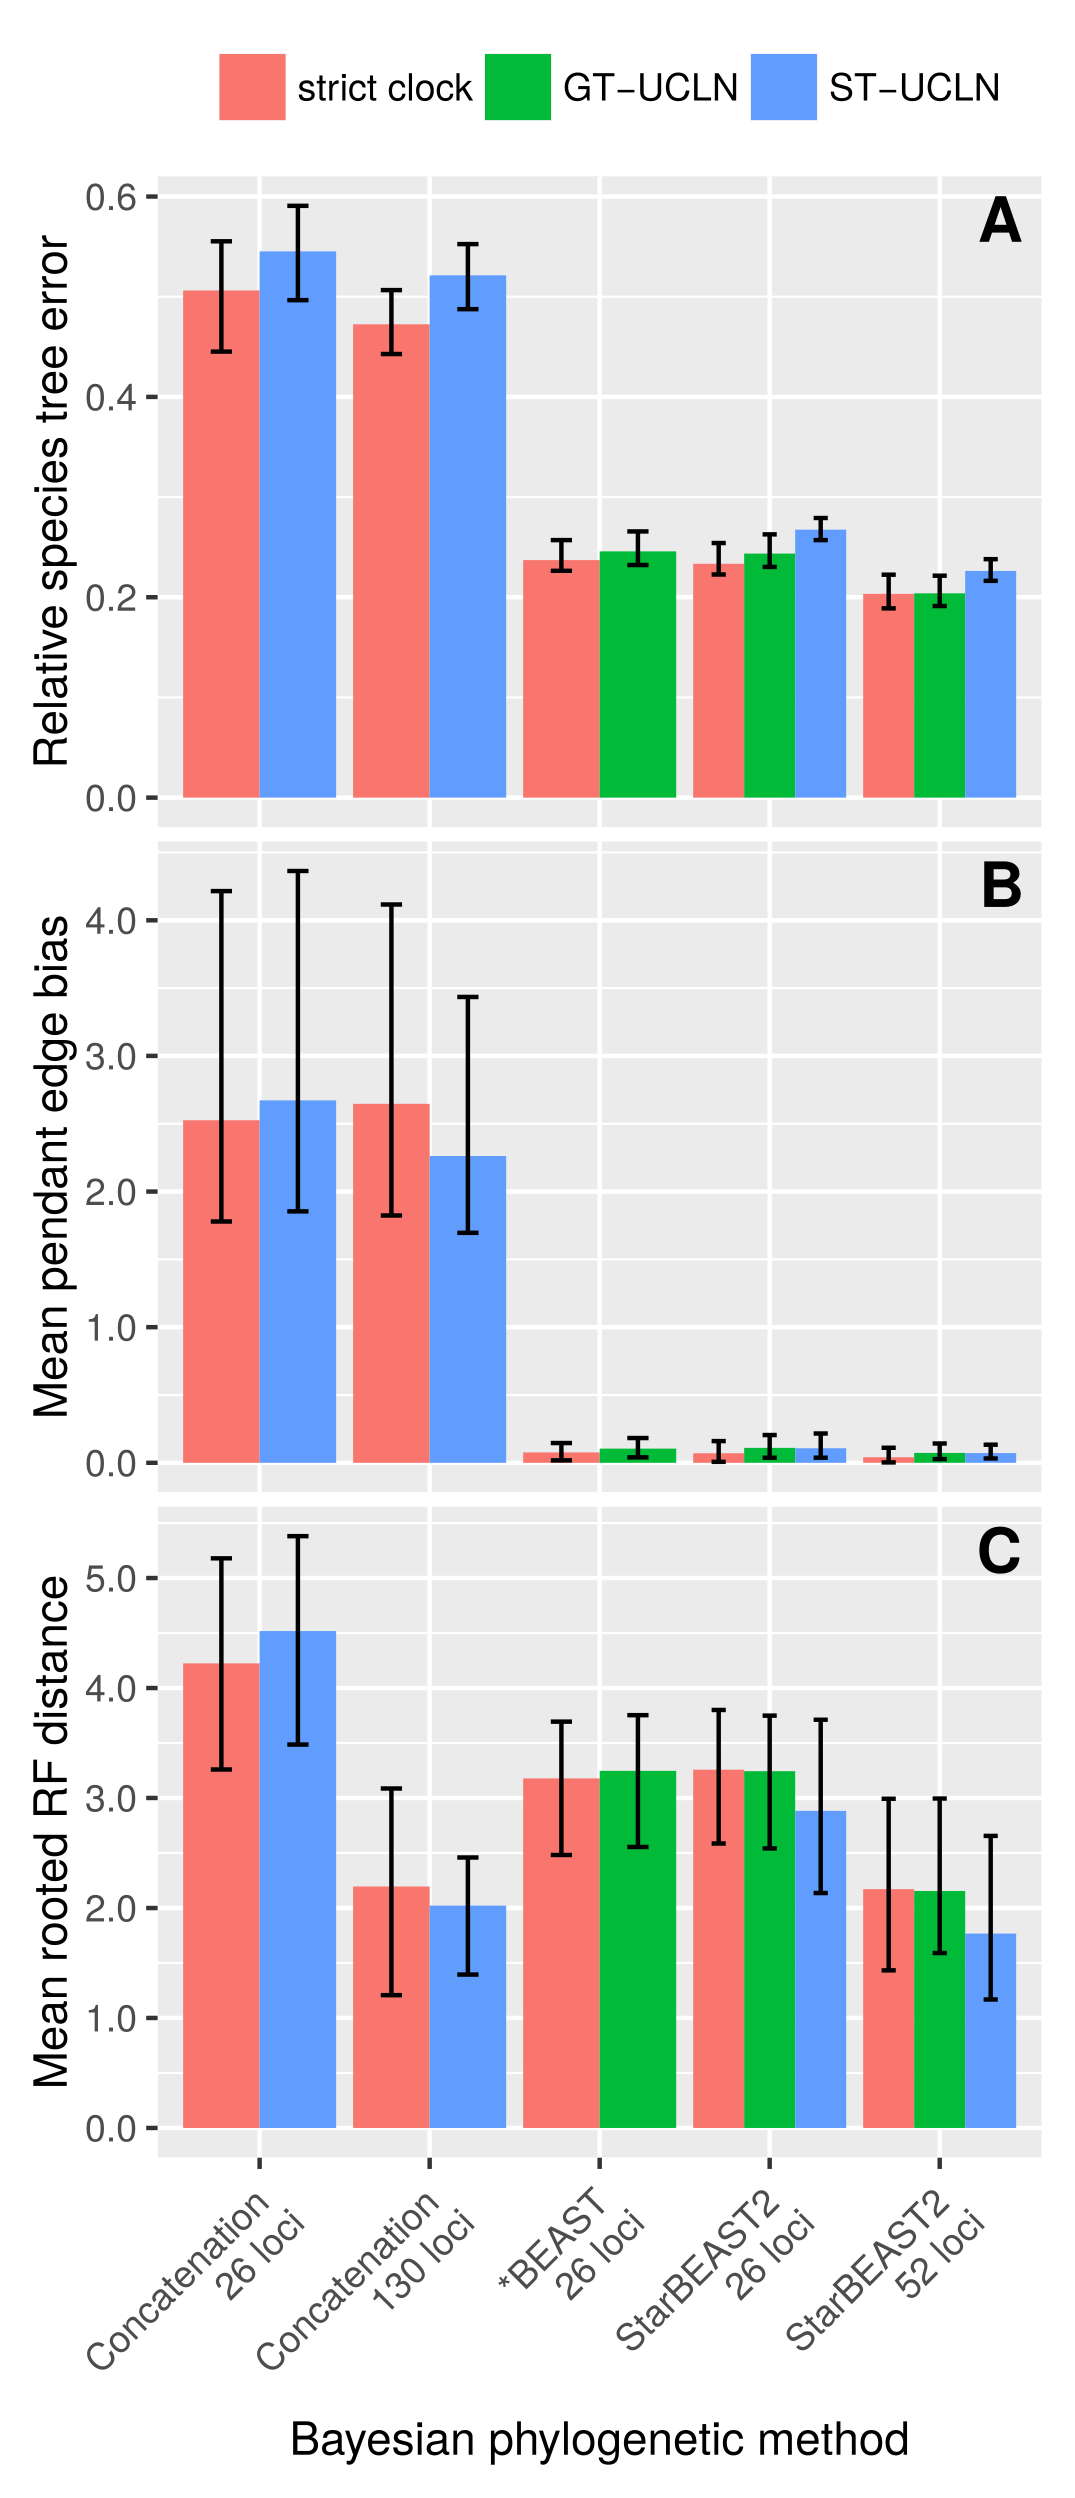 strict clock GT−UCLN ST−UCLN
A
Relative species tree error
0.6
0.4
0.2
0.0
B
Mean pendant edge bias
4.0
3.0
2.0
1.0
0.0
C
Mean rooted RF distance
5.0
4.0
3.0
2.0
1.0
0.0
Concatenation
26 loci
Concatenation
130 loci
*BEAST
26 loci
StarBEAST2
26 loci
StarBEAST2
52 loci
Bayesian phylogenetic method